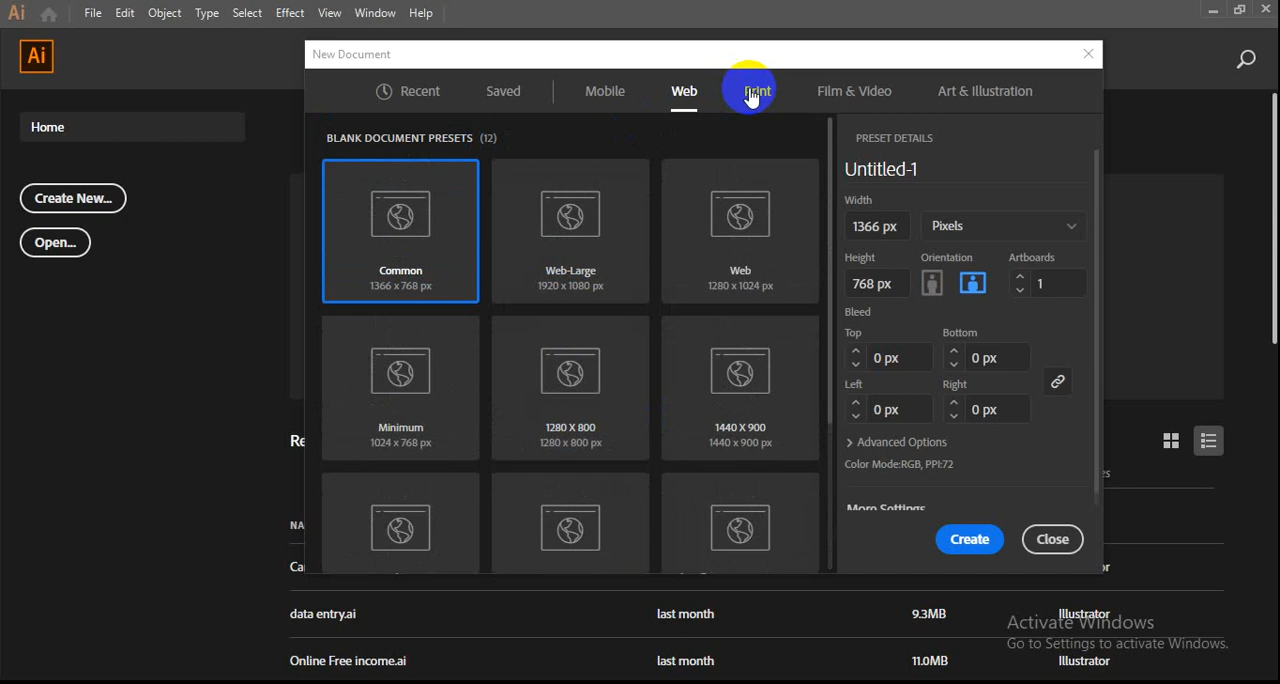 Ai File Edit Object Type Select Effect View Window Help
Ai
New Document
Recent Saved Mobile Web Print Film & Video Art & Illustration
Home
BLANK DOCUMENT PRESETS (12)
PRESET DETAILS
Untitled-1
Create New...
Width
1366 px Pixels
Open...
Height Orientation Artboards
Common Web-Large Web
1366 x 768 px 1920 x 1080 px 1280 x 1024 px
768 px 1
Bleed
Top Bottom
0 px 0 px
Left Right
0 px 0 px
Minimum 1280 X 800 1440 X 900
1024 x 768 px 1280 x 800 px 1440 x 900 px
Advanced Options
Color Mode:RGB, PPI:72
More Settings
Create Close
data entry.ai last month 9.3MB Illustrator
Activate Windows
Go to Settings to activate Windows.
Online Free income.ai last month 11.0MB Illustrator